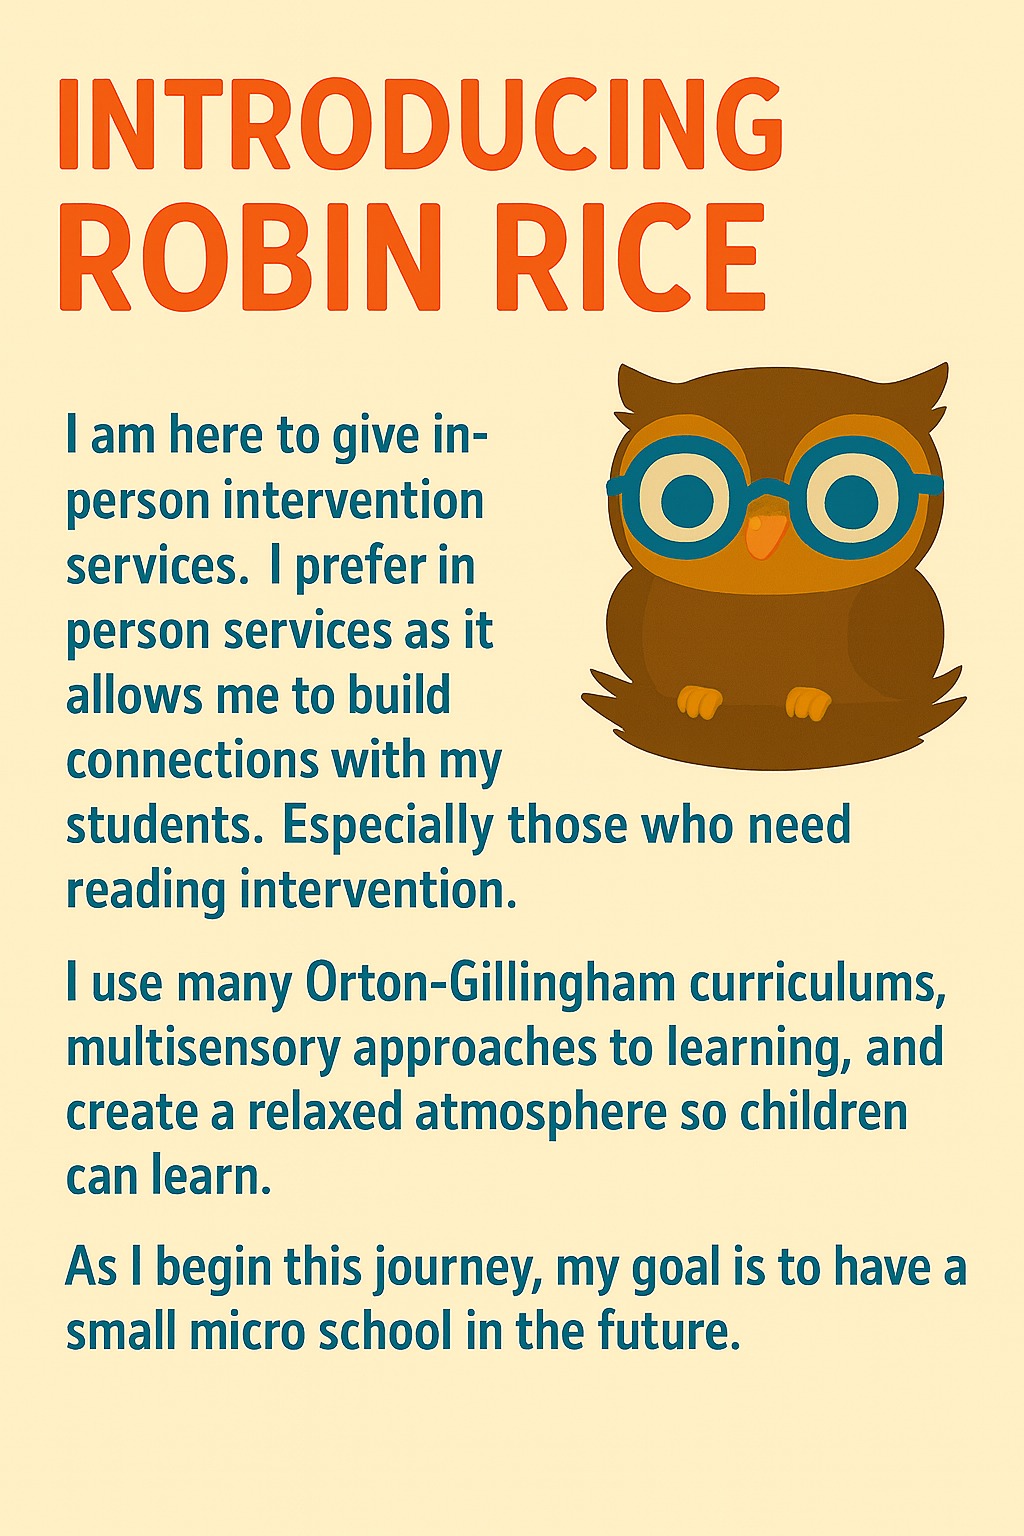 INTRODUCING
ROBIN RICE
I am here to give in-
person intervention
services. I prefer in
person services as it
allows me to build
connections with my
students. Especially those who need
reading intervention.
I use many Orton-Gillingham curriculums,
multisensory approaches to learning, and
create a relaxed atmosphere so children
can learn.
As I begin this journey, my goal is to have a
small micro school in the future.